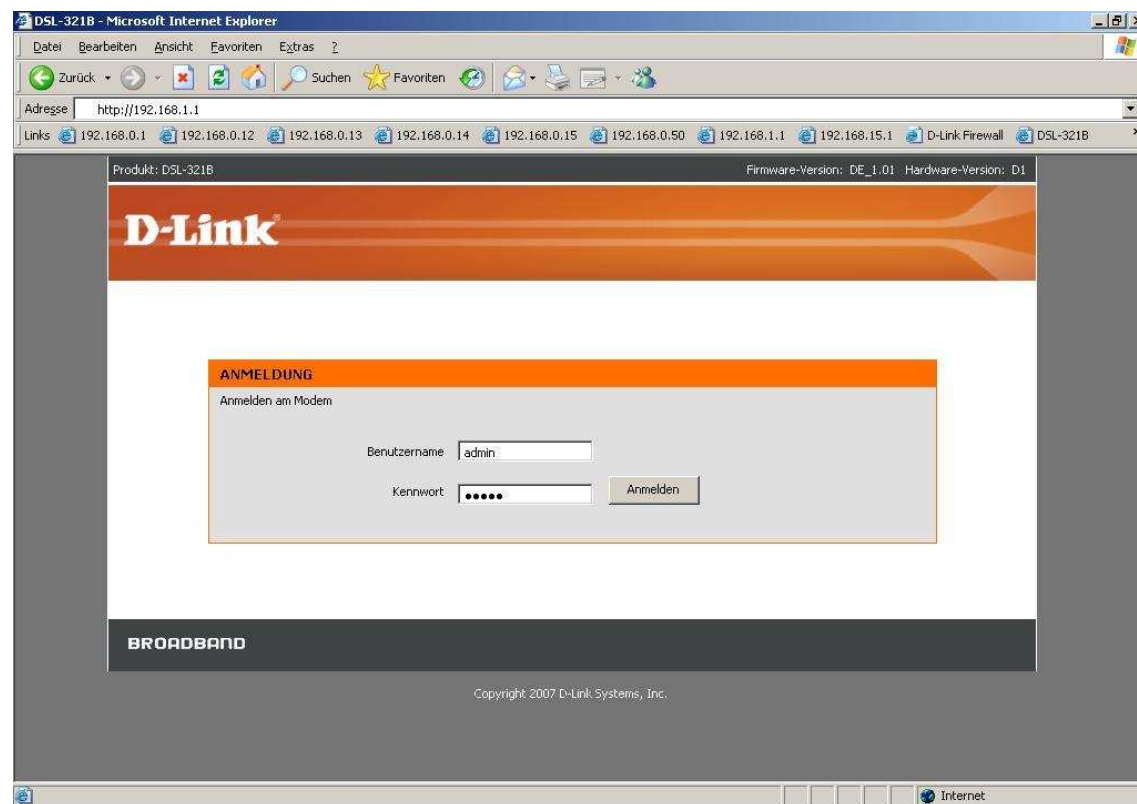 DSL-321B - Microsoft Internet Explorer
Datei Bearbeiten Ansicht Favoriten Extras ?
Zurück Suchen Favoriten
Adresse http://192.168.1.1
Links 192.168.0.1 192.168.0.12 192.168.0.13 192.168.0.14 192.168.0.15 192.168.0.50 192.168.1.1 192.168.15.1 D-Link Firewall DSL-321B
Produkt: DSL-321B Firmware-Version: DE_1.01 Hardware-Version: D1
D-Link®
ANMELDUNG
Anmelden am Modem
Benutzername admin
Kennwort ●●●●● Anmelden
BROADBAND
Copyright 2007 D-Link Systems, Inc.
Internet